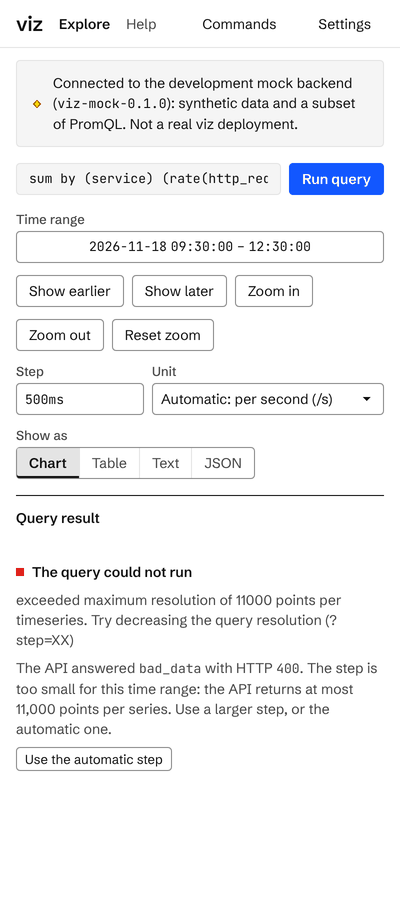 viz Explore Help Commands Settings
Connected to the development mock backend
(viz-mock-0.1.0): synthetic data and a subset
of PromQL. Not a real viz deployment.
sum by (service) (rate(http_rec
Run query
Time range
2026-11-18 09:30:00 – 12:30:00
Show earlier
Show later
Zoom in
Zoom out
Reset zoom
Step
Unit
500ms
Automatic: per second (/s)
Show as
Chart
Table
Text
JSON
Query result
The query could not run
exceeded maximum resolution of 11000 points per
timeseries. Try decreasing the query resolution (?
step=XX)
The API answered bad_data with HTTP 400. The step is
too small for this time range: the API returns at most
11,000 points per series. Use a larger step, or the
automatic one.
Use the automatic step